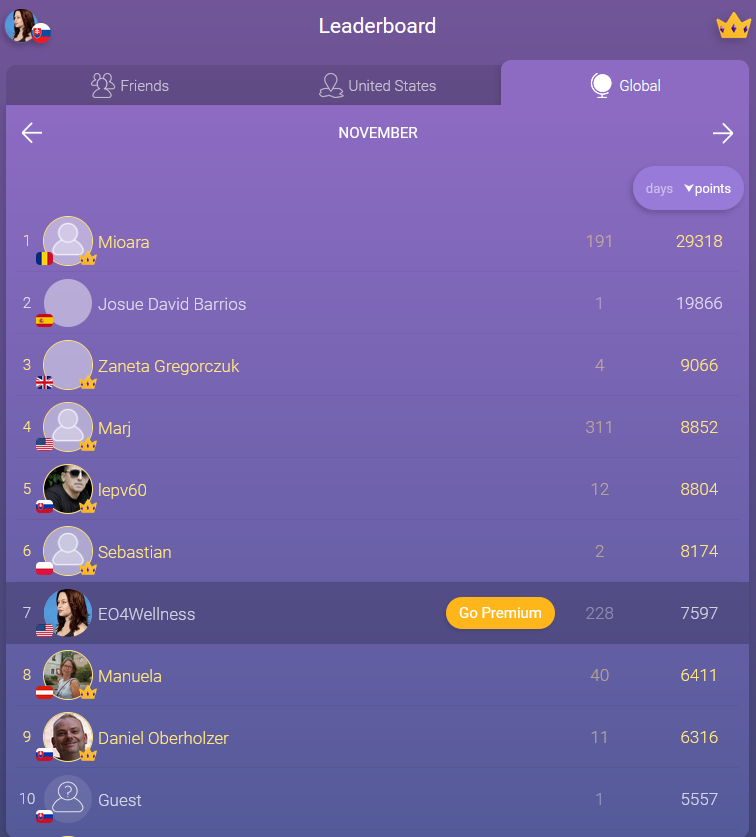 Leaderboard
Friends
United States
Global
NOVEMBER
days points
1 Mioara 191 29318
2 Josue David Barrios 1 19866
3 Zaneta Gregorczuk 4 9066
4 Marj 311 8852
5 lepv60 12 8804
6 Sebastian 2 8174
7 EO4Wellness Go Premium 228 7597
8 Manuela 40 6411
9 Daniel Oberholzer 11 6316
10 Guest 1 5557